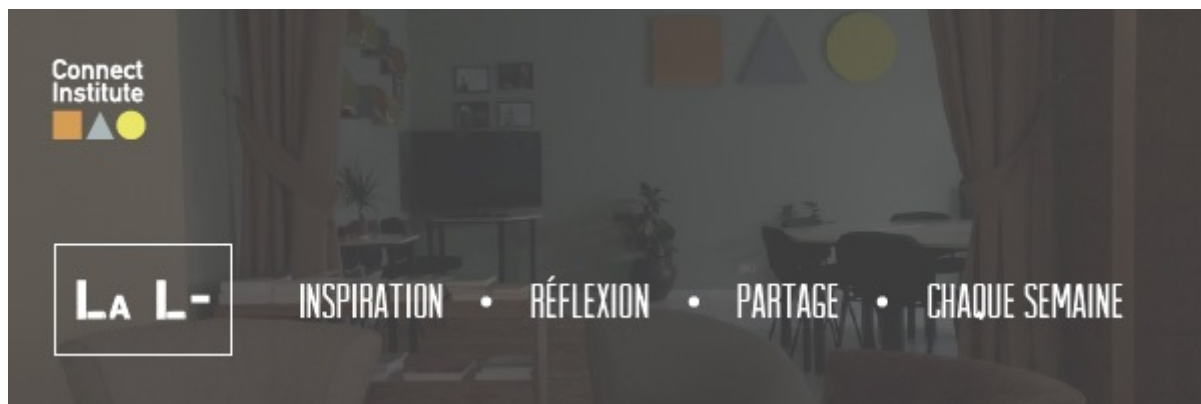 Connect
Institute
La L-
INSPIRATION • RÉFLEXION • PARTAGE • CHAQUE SEMAINE